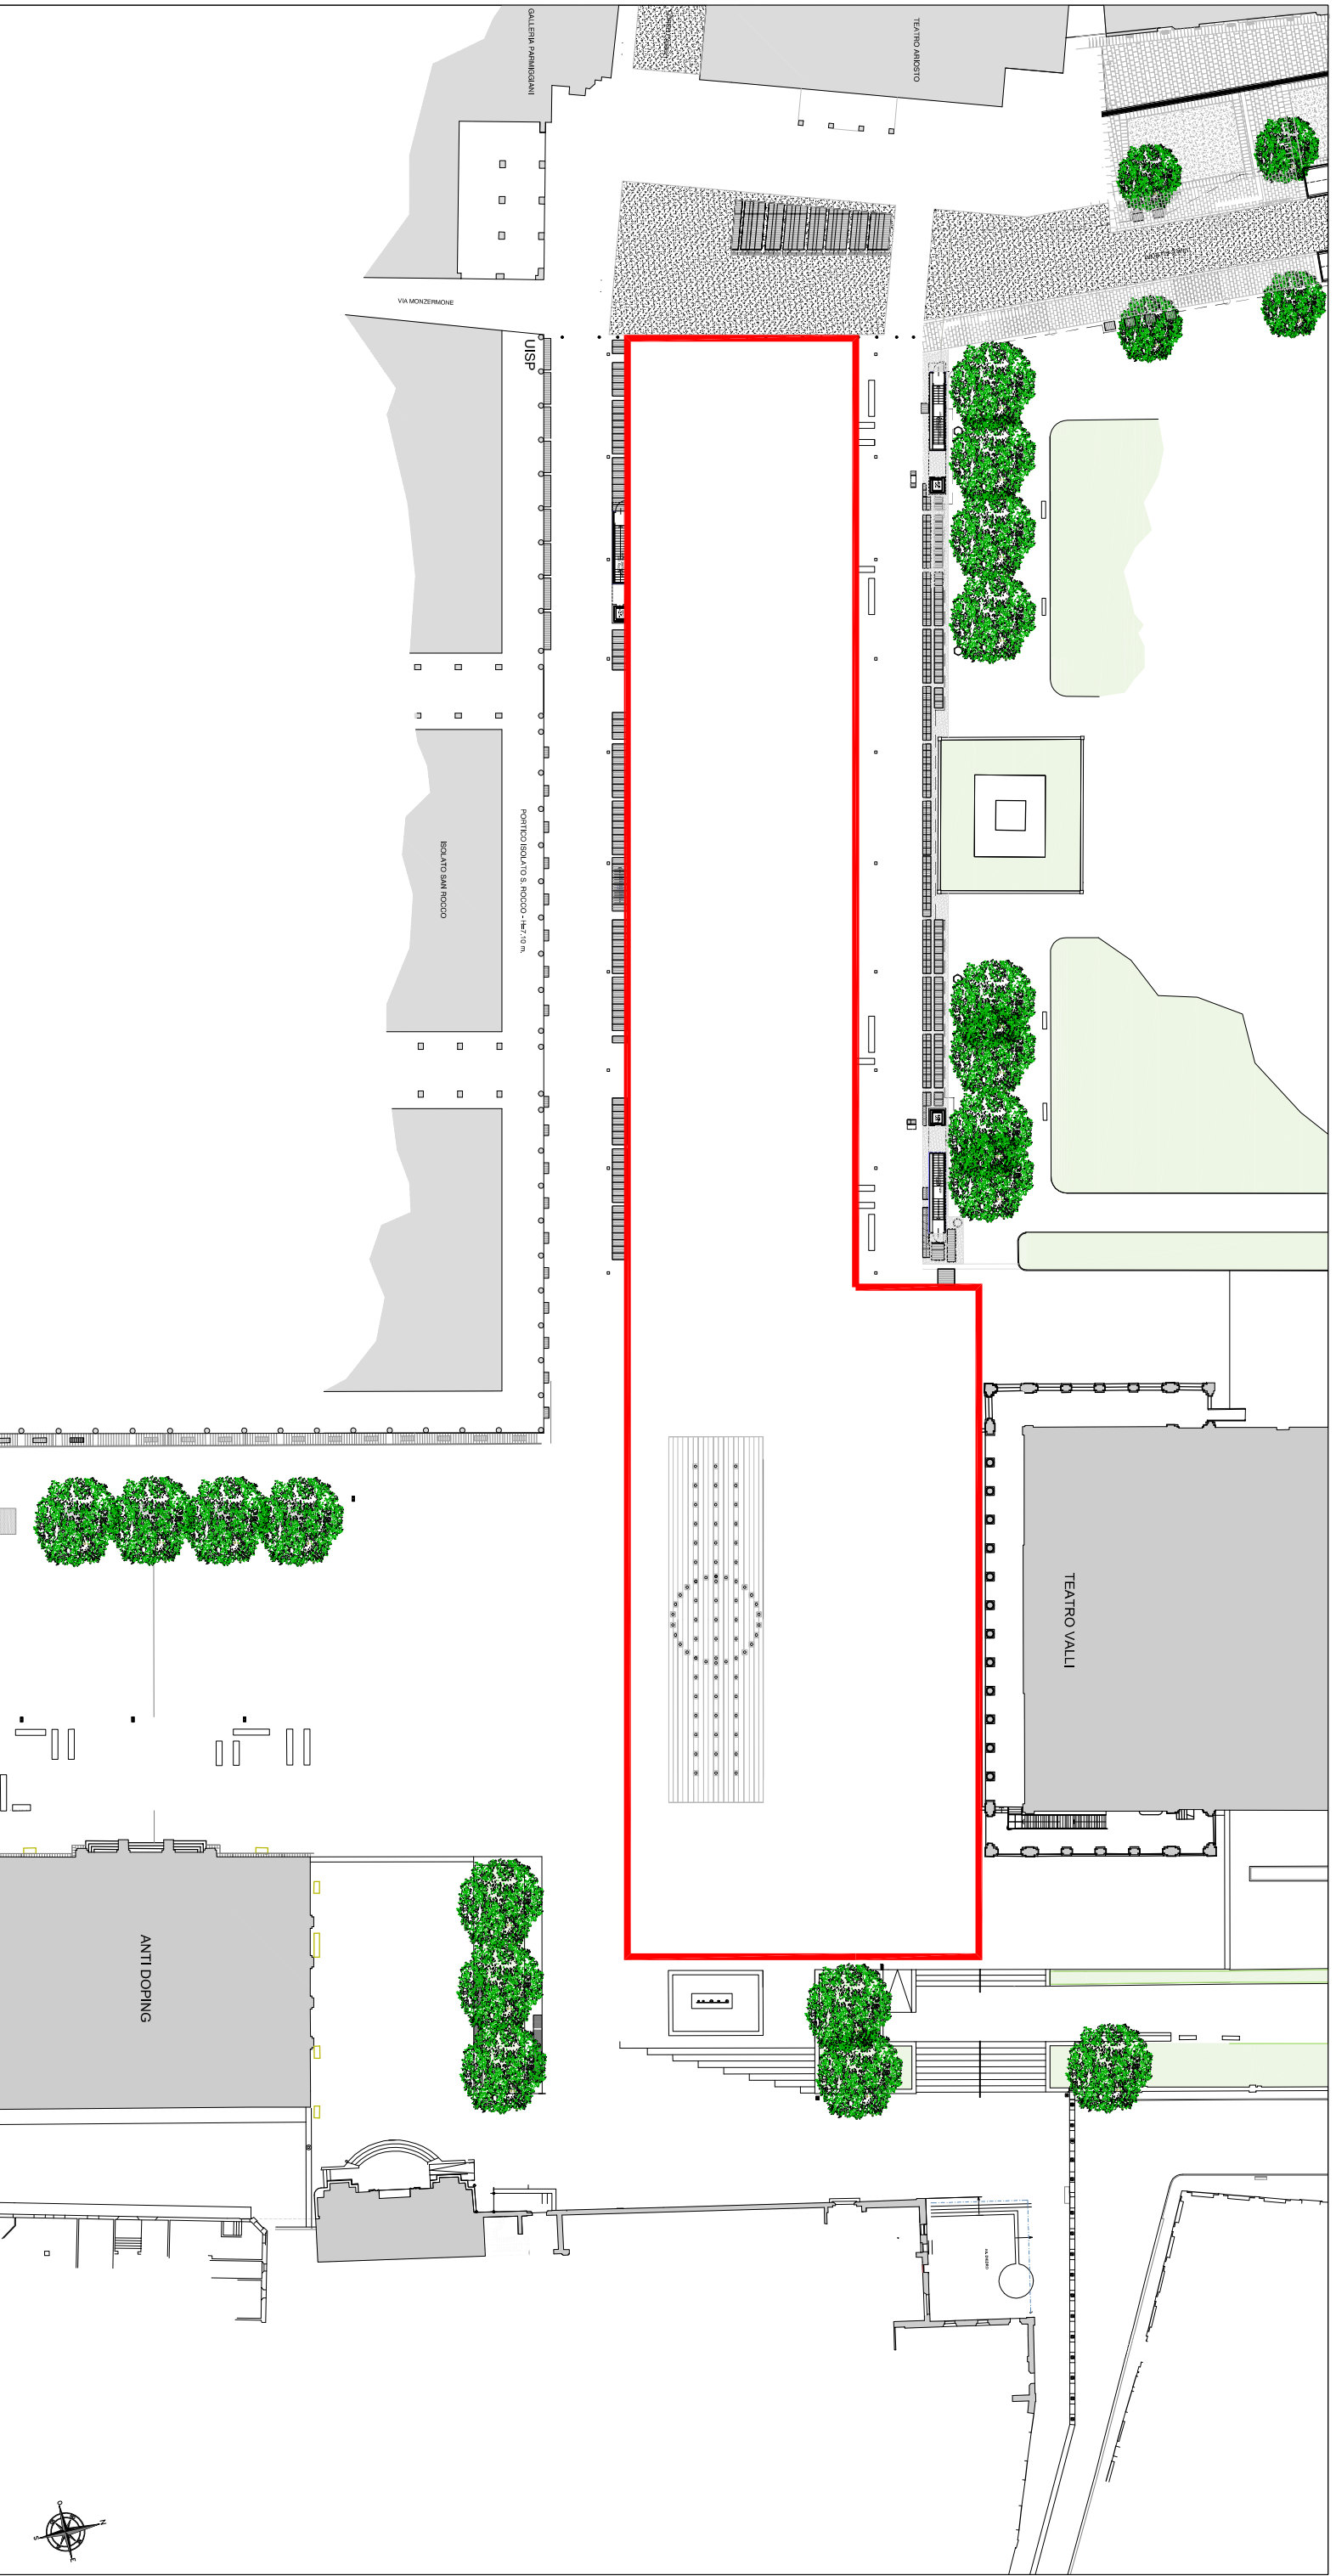 GALLERIA PARMIGGIANI
TEATRO ARIOSTO
VIA MONZERMONE
UISP
PORTICO ISOLATO S. ROCCO - H=7,10 m.
ISOLATO SAN ROCCO
TEATRO VALLI
ANTI DOPING
N
E
S
O